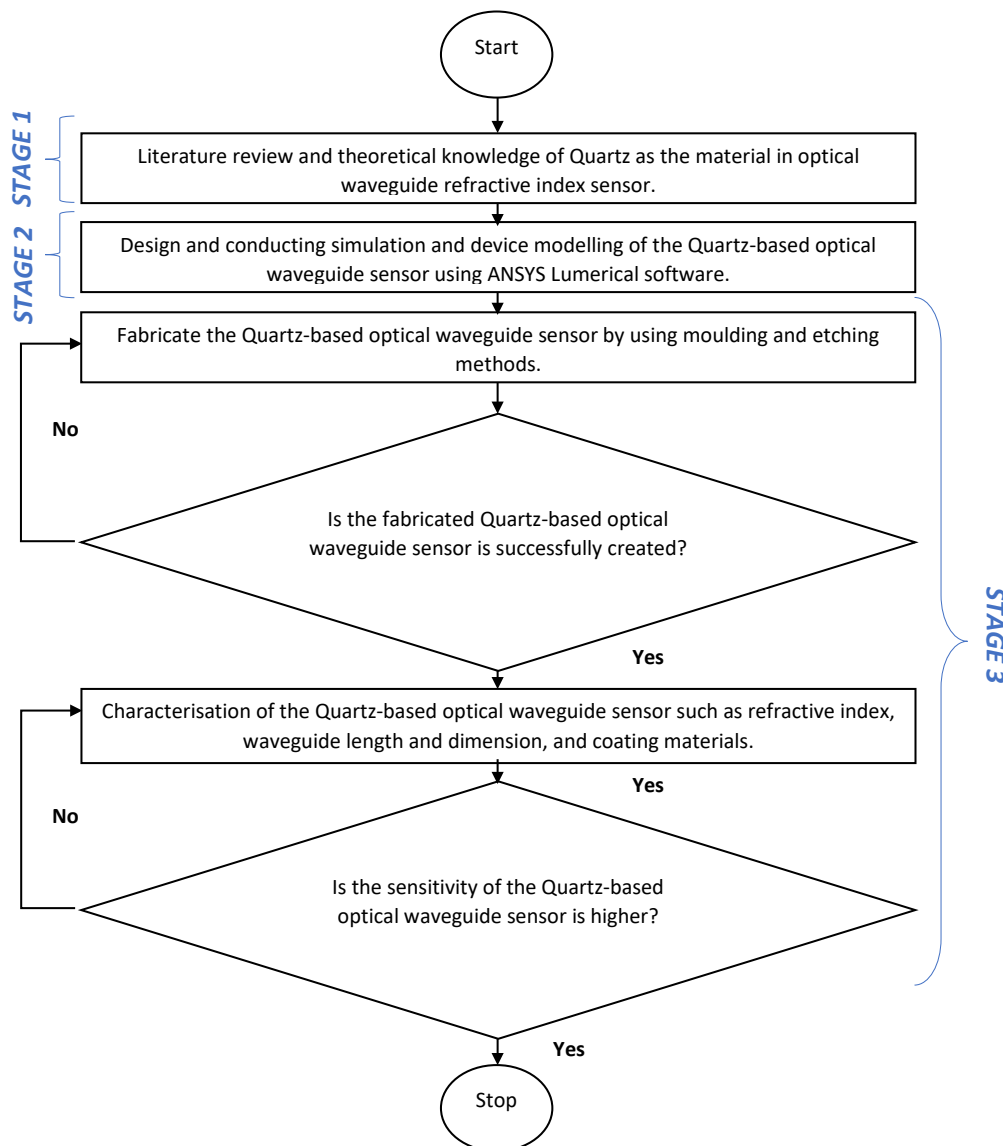 Start
STAGE 1
Literature review and theoretical knowledge of Quartz as the material in optical
waveguide refractive index sensor.
STAGE 2
Design and conducting simulation and device modelling of the Quartz-based optical
waveguide sensor using ANSYS Lumerical software.
Fabricate the Quartz-based optical waveguide sensor by using moulding and etching
methods.
No
Is the fabricated Quartz-based optical
waveguide sensor is successfully created?
STAGE 3
Yes
Characterisation of the Quartz-based optical waveguide sensor such as refractive index,
waveguide length and dimension, and coating materials.
Yes
No
Is the sensitivity of the Quartz-based
optical waveguide sensor is higher?
Yes
Stop